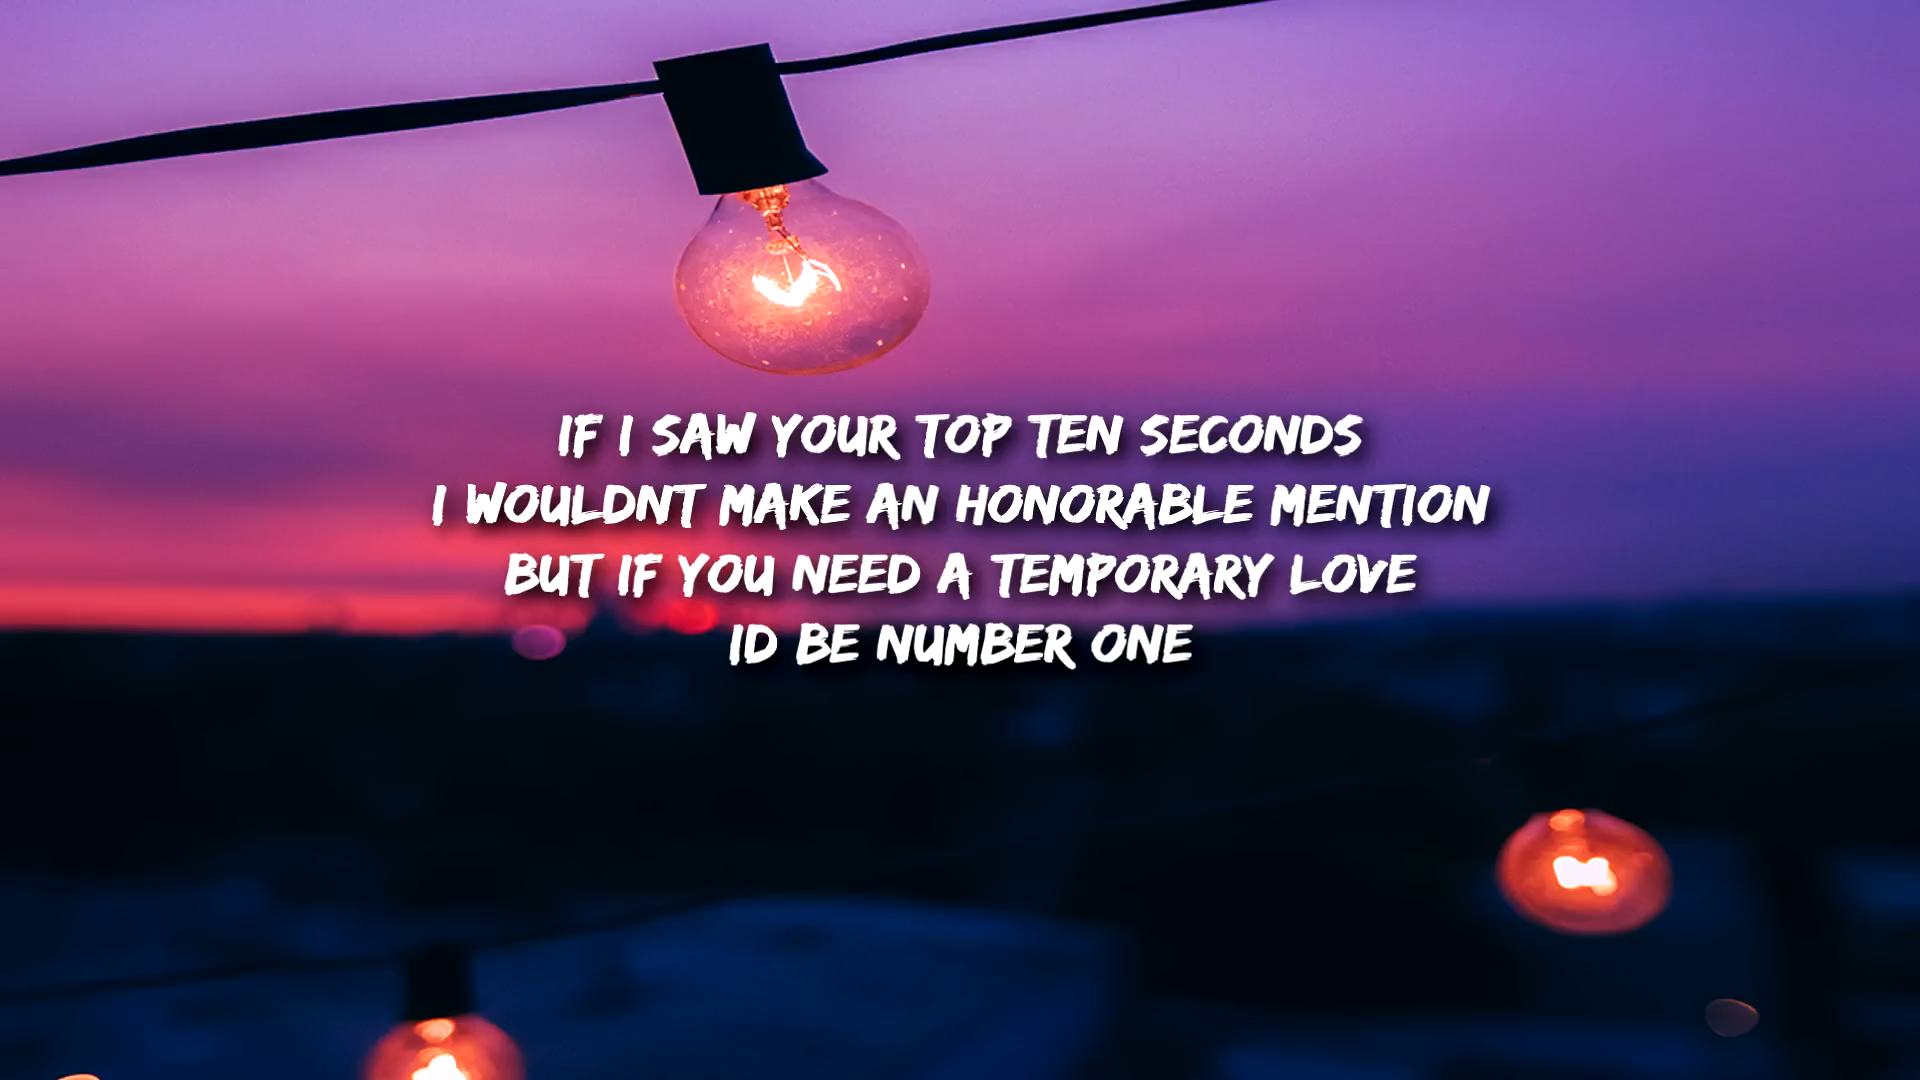 IF I SAW YOUR TOP TEN SECONDS
I WOULDNT MAKE AN HONORABLE MENTION
BUT IF YOU NEED A TEMPORARY LOVE
ID BE NUMBER ONE